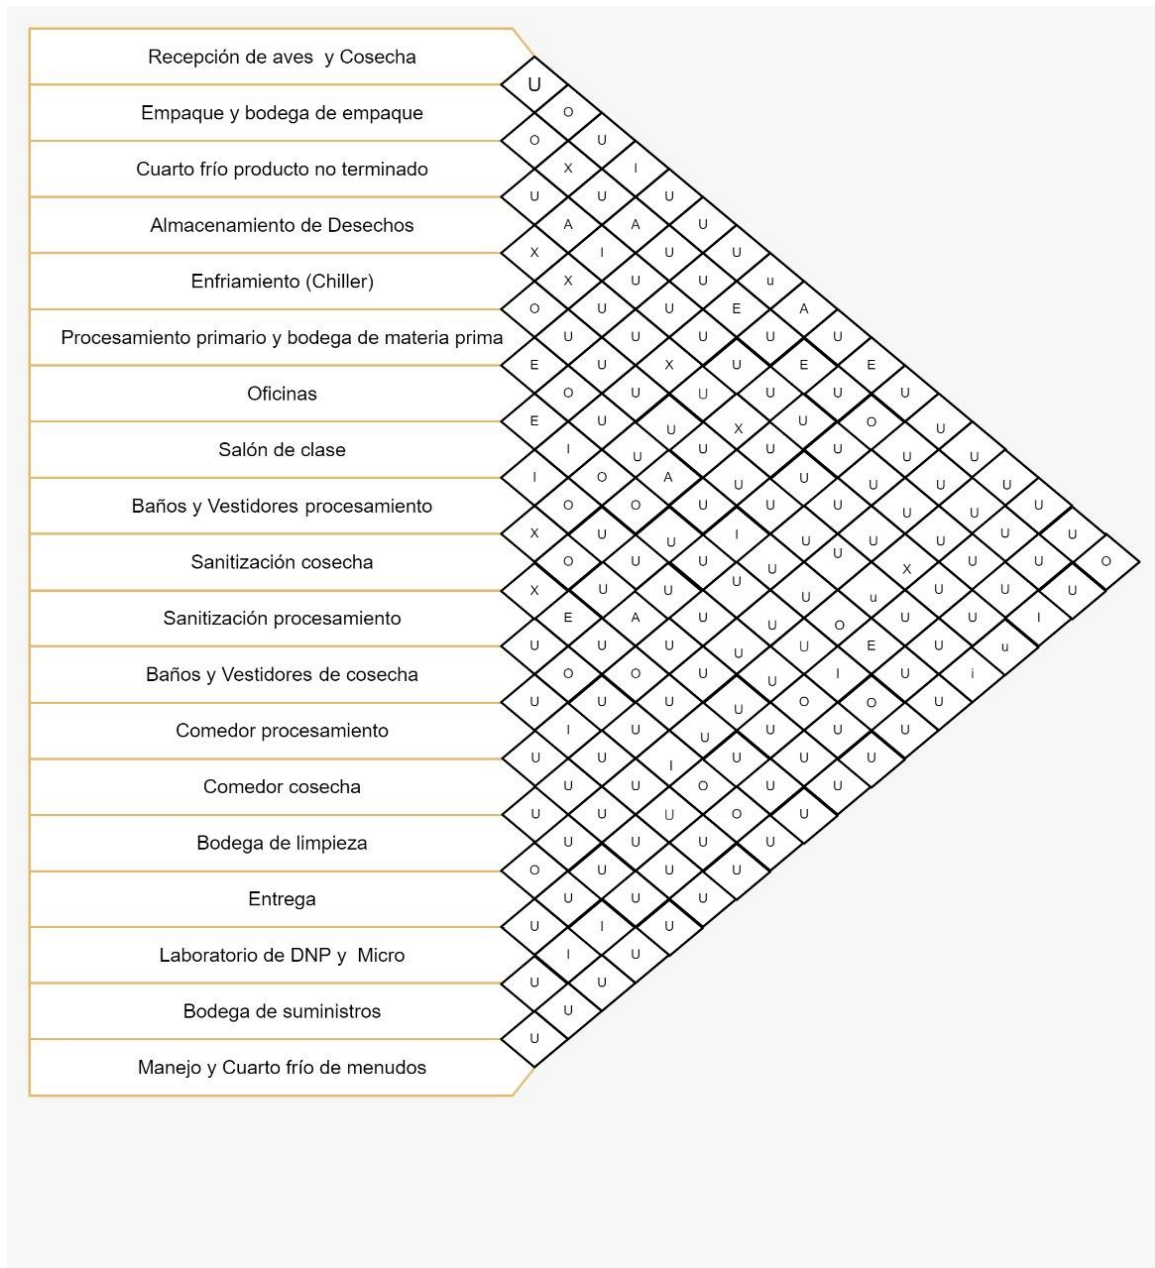 Recepción de aves y Cosecha
U
Empaque y bodega de empaque O
O U
Cuarto frío producto no terminado X I
U U U
Almacenamiento de Desechos A A U
X I U U
Enfriamiento (Chiller) X U U u
O U U E A
Procesamiento primario y bodega de materia prima U U U U U
E U X U E E
Oficinas O U U U U U
E U U X U O U
Salón de clase I U U U U U U
I O A U U U U U
Baños y Vestidores procesamiento O O U U U U U U
X U U I U U U U U
Sanitización cosecha O U U U U X U U O
X U U U U u U U U
Sanitización procesamiento E A U U O U U I
U U U U U E U u
Baños y Vestidores de cosecha O O U U I U i
U U U U O O U
Comedor procesamiento I U U U U U
U U I U U U
Comedor cosecha U U O U U
U U U O U
Bodega de limpieza U U U U
O U U U
Entrega U U U
U I U
Laboratorio de DNP y Micro I U
U U
Bodega de suministros U
U
Manejo y Cuarto frío de menudos